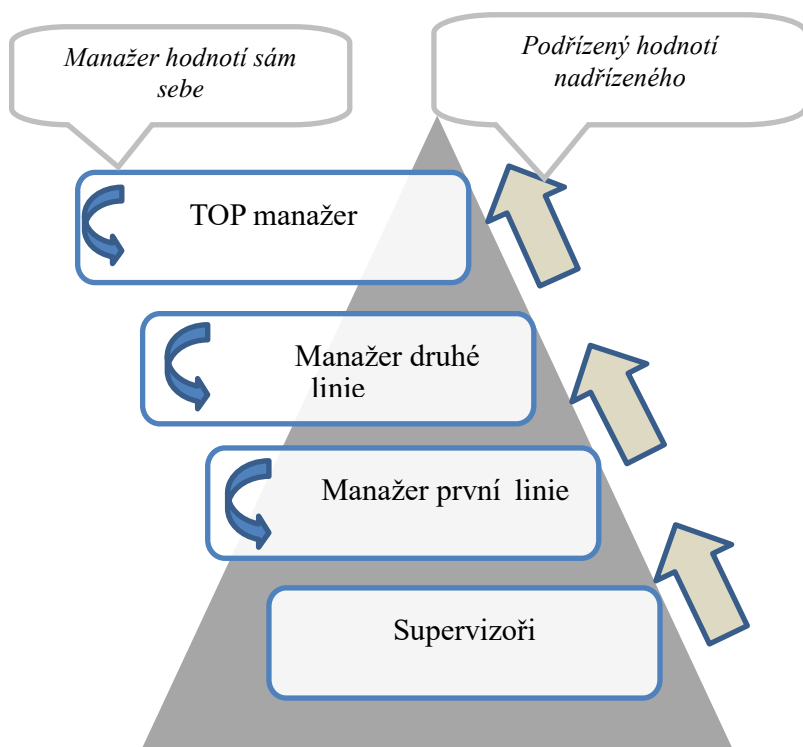 Manažer hodnotí sám
sebe
Podřízený hodnotí
nadřízeného
TOP manažer
Manažer druhé
linie
Manažer první linie
Supervizoři